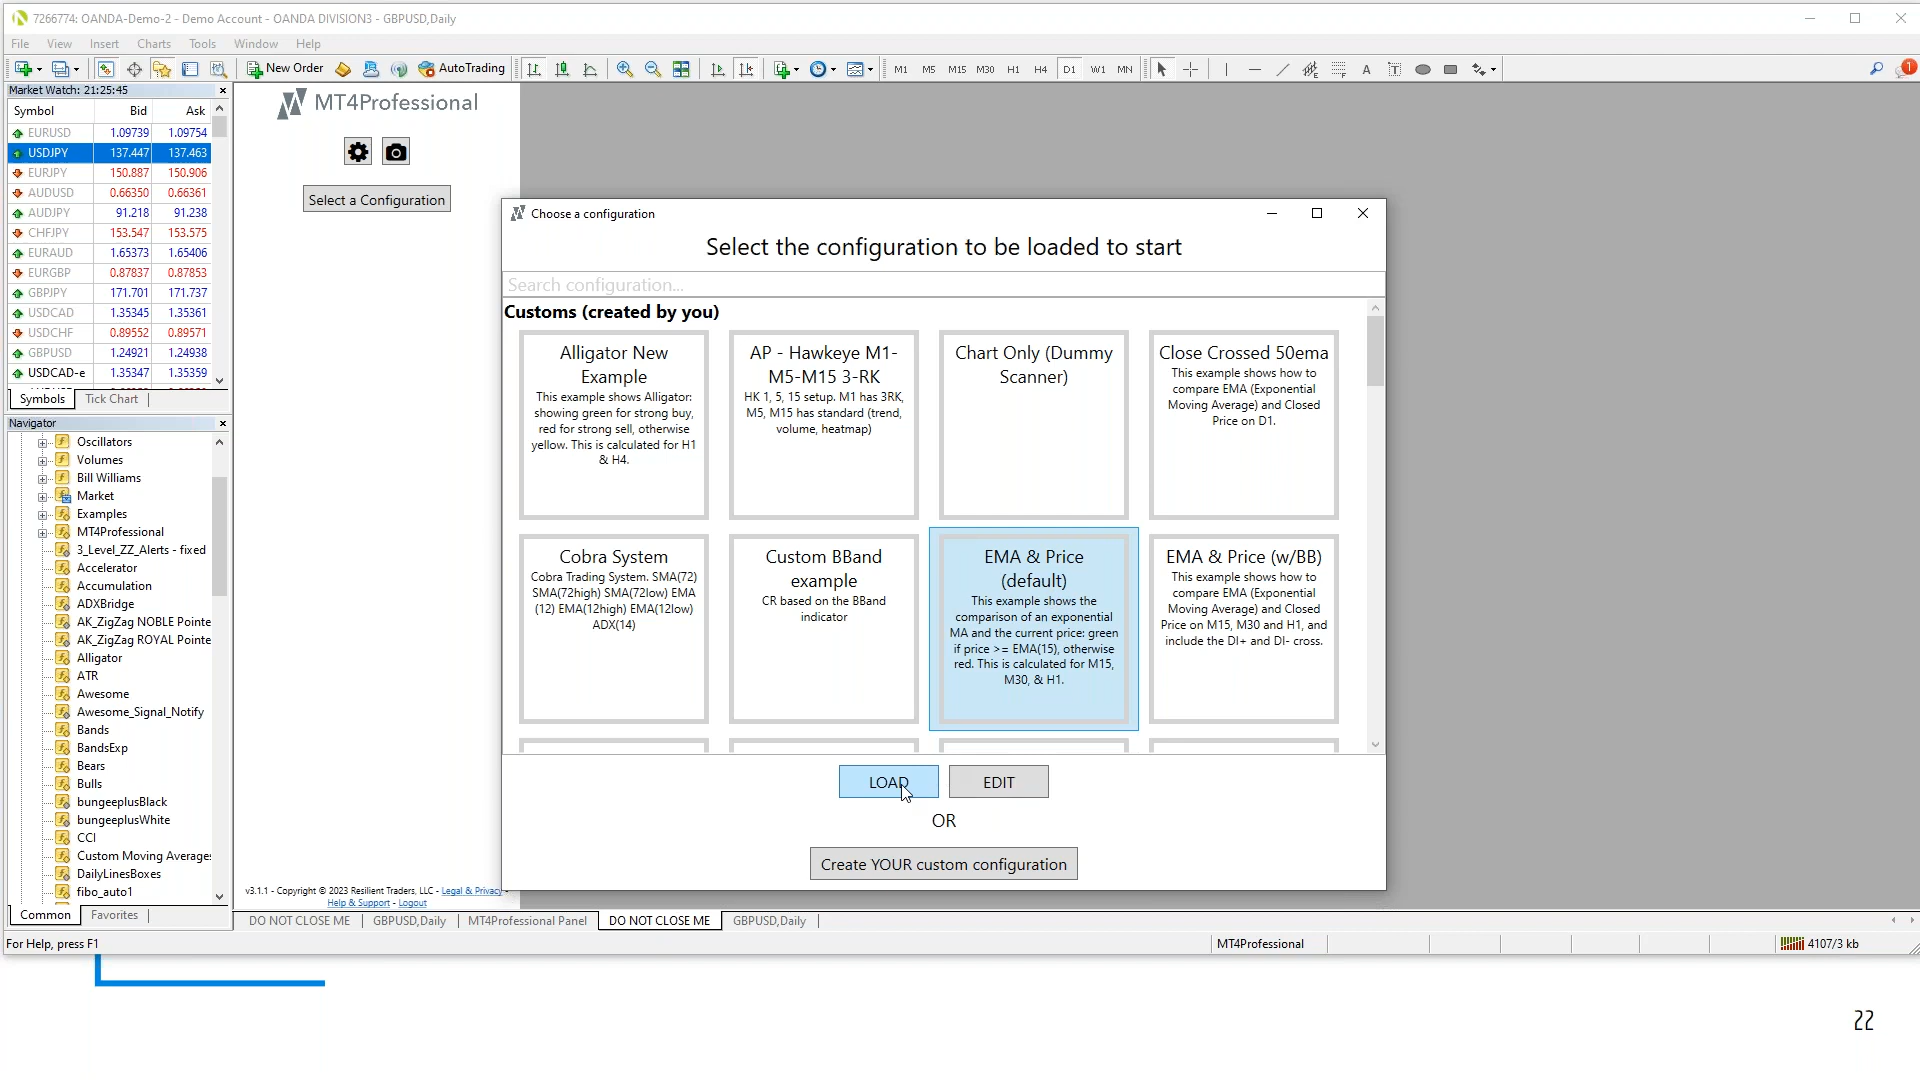 7266774: OANDA-Demo-2 - Demo Account - OANDA DIVISION3 - GBPUSD,Daily
File View Insert Charts Tools Window Help
New Order AutoTrading M1 M5 M15 M30 H1 H4 D1 W1 MN A T 1
Market Watch: 21:25:45
Symbol Bid Ask
EURUSD 1.09739 1.09754
USDJPY 137.447 137.463
EURJPY 150.887 150.906
AUDUSD 0.66350 0.66361
AUDJPY 91.218 91.238
CHFJPY 153.547 153.575
EURAUD 1.65373 1.65406
EURGBP 0.87837 0.87853
GBPJPY 171.701 171.737
USDCAD 1.35345 1.35361
USDCHF 0.89552 0.89571
GBPUSD 1.24921 1.24938
USDCAD-e 1.35347 1.35359
Symbols Tick Chart
Navigator
Oscillators
Volumes
Bill Williams
Market
Examples
MT4Professional
3_Level_ZZ_Alerts - fixed
Accelerator
Accumulation
ADXBridge
AK_ZigZag NOBLE Pointe
AK_ZigZag ROYAL Pointe
Alligator
ATR
Awesome
Awesome_Signal_Notify
Bands
BandsExp
Bears
Bulls
bungeeplusBlack
bungeeplusWhite
CCI
Custom Moving Averages
DailyLinesBoxes
fibo_auto1
Common Favorites
MT4Professional
Select a Configuration
v3.1.1 - Copyright © 2023 Resilient Traders, LLC - Legal & Privacy -
Help & Support - Logout
Choose a configuration
Select the configuration to be loaded to start
Search configuration...
Customs (created by you)
Alligator New
Example
This example shows Alligator:
showing green for strong buy,
red for strong sell, otherwise
yellow. This is calculated for H1
& H4.
AP - Hawkeye M1-
M5-M15 3-RK
HK 1, 5, 15 setup. M1 has 3RK,
M5, M15 has standard (trend,
volume, heatmap)
Chart Only (Dummy
Scanner)
Close Crossed 50ema
This example shows how to
compare EMA (Exponential
Moving Average) and Closed
Price on D1.
Cobra System
Cobra Trading System. SMA(72)
SMA(72high) SMA(72low) EMA
(12) EMA(12high) EMA(12low)
ADX(14)
Custom BBand
example
CR based on the BBand
indicator
EMA & Price
(default)
This example shows the
comparison of an exponential
MA and the current price: green
if price >= EMA(15), otherwise
red. This is calculated for M15,
M30, & H1.
EMA & Price (w/BB)
This example shows how to
compare EMA (Exponential
Moving Average) and Closed
Price on M15, M30 and H1, and
include the DI+ and DI- cross.
LOAD EDIT
OR
Create YOUR custom configuration
DO NOT CLOSE ME GBPUSD,Daily MT4Professional Panel DO NOT CLOSE ME GBPUSD,Daily
For Help, press F1 MT4Professional 4107/3 kb
22